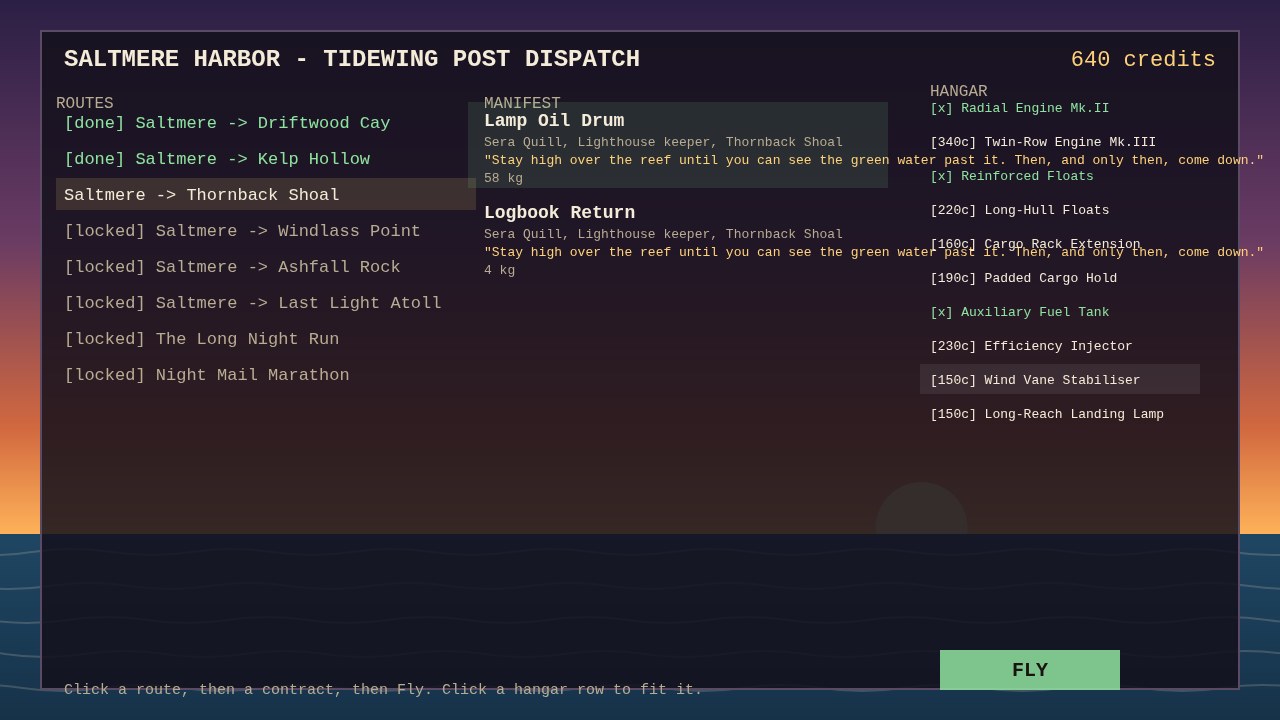 SALTMERE HARBOR - TIDEWING POST DISPATCH
640 credits
ROUTES
[done] Saltmere -> Driftwood Cay
[done] Saltmere -> Kelp Hollow
Saltmere -> Thornback Shoal
[locked] Saltmere -> Windlass Point
[locked] Saltmere -> Ashfall Rock
[locked] Saltmere -> Last Light Atoll
[locked] The Long Night Run
[locked] Night Mail Marathon
MANIFEST
Lamp Oil Drum
Sera Quill, Lighthouse keeper, Thornback Shoal
"Stay high over the reef until you can see the green water past it. Then, and only then, come down."
58 kg
Logbook Return
Sera Quill, Lighthouse keeper, Thornback Shoal
"Stay high over the reef until you can see the green water past it. Then, and only then, come down."
4 kg
HANGAR
[x] Radial Engine Mk.II
[340c] Twin-Row Engine Mk.III
[x] Reinforced Floats
[220c] Long-Hull Floats
[160c] Cargo Rack Extension
[190c] Padded Cargo Hold
[x] Auxiliary Fuel Tank
[230c] Efficiency Injector
[150c] Wind Vane Stabiliser
[150c] Long-Reach Landing Lamp
FLY
Click a route, then a contract, then Fly. Click a hangar row to fit it.